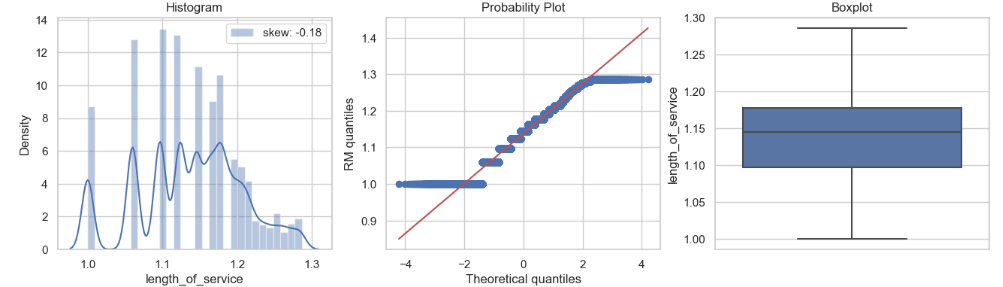 Histogram
skew: -0.18
Density
14
12
10
8
6
4
2
0
1.0 1.1 1.2 1.3
length_of_service
Probability Plot
RM quantiles
1.4
1.3
1.2
1.1
1.0
0.9
−4 −2 0 2 4
Theoretical quantiles
Boxplot
length_of_service
1.30
1.25
1.20
1.15
1.10
1.05
1.00